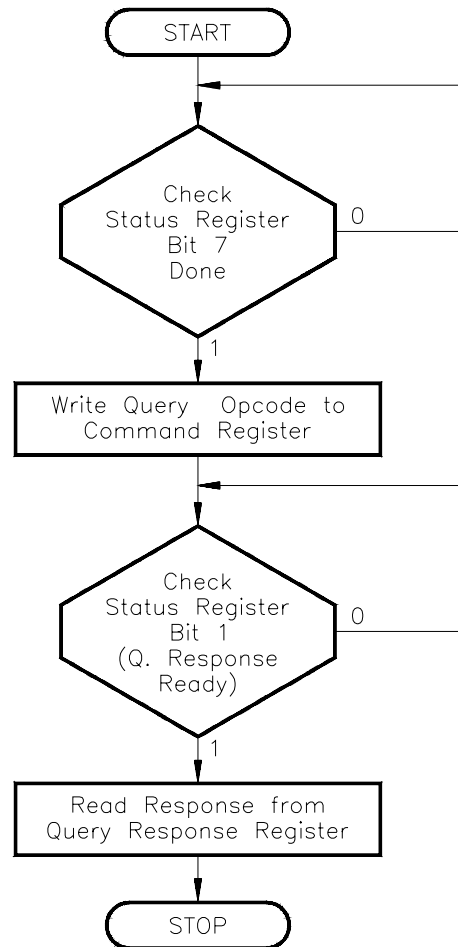 START
Check
Status Register
Bit 7
Done
0
1
Write Query Opcode to
Command Register
Check
Status Register
Bit 1
(Q. Response
Ready)
0
1
Read Response from
Query Response Register
STOP